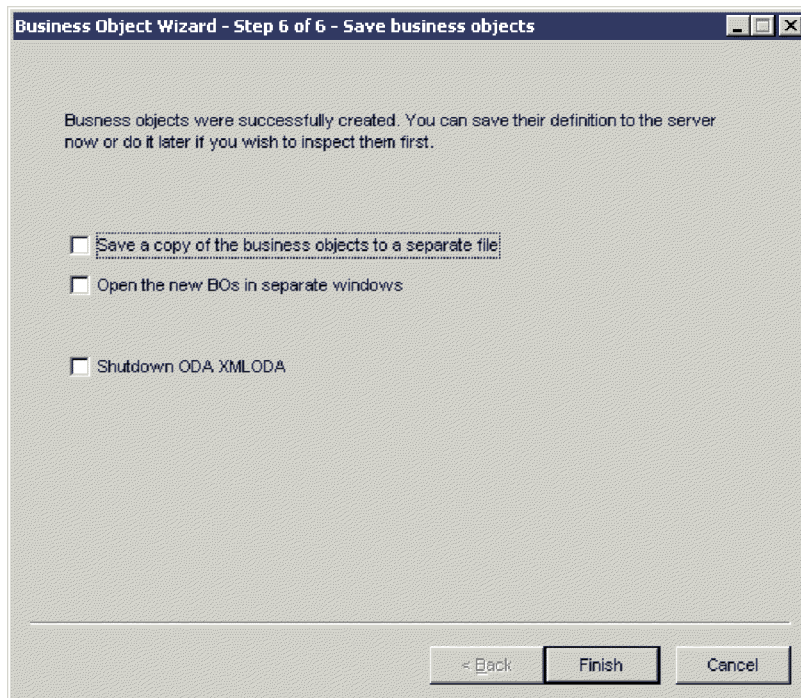 Business Object Wizard - Step 6 of 6 - Save business objects
Busness objects were successfully created. You can save their definition to the server
now or do it later if you wish to inspect them first.
Save a copy of the business objects to a separate file
Open the new BOs in separate windows
Shutdown ODA XMLODA
< Back
Finish
Cancel